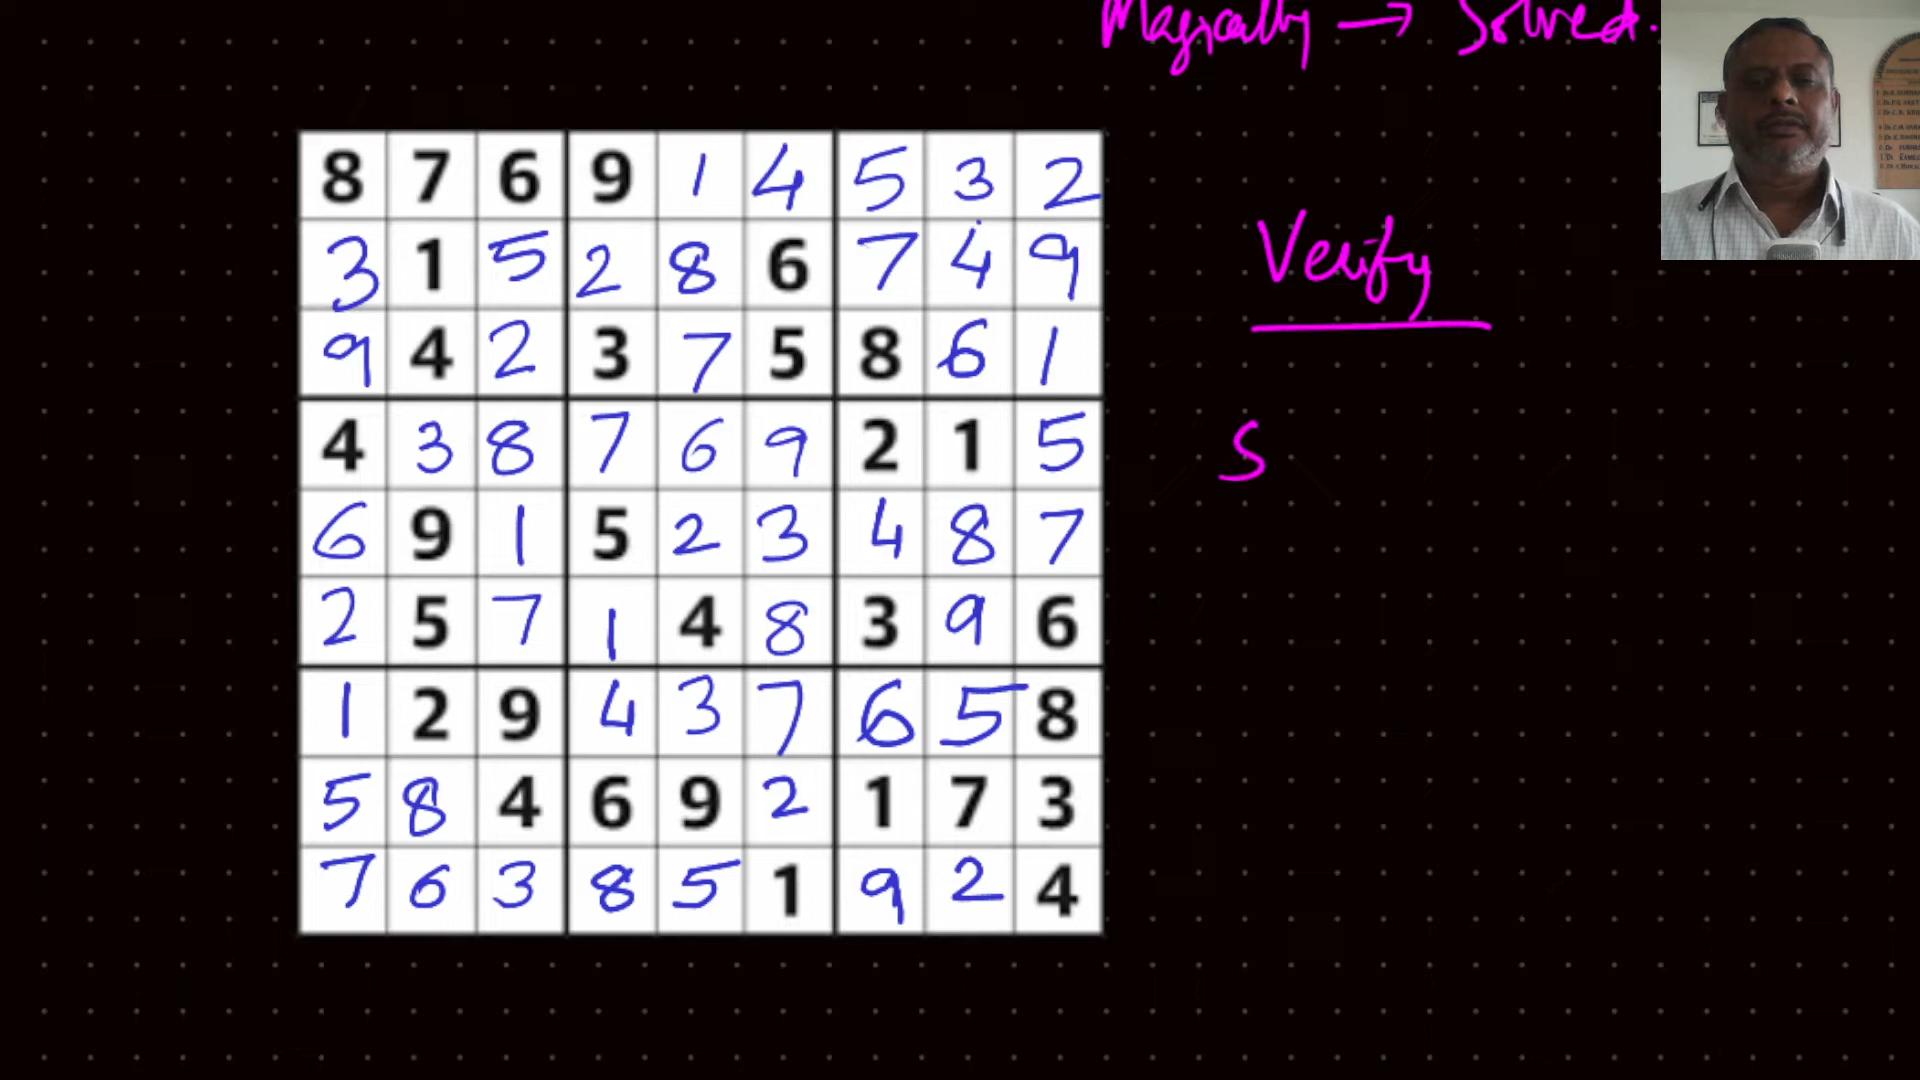 Magically → Solved.
8 7 6 9 1 4 5 3 2
3 1 5 2 8 6 7 4 9
9 4 2 3 7 5 8 6 1
4 3 8 7 6 9 2 1 5
6 9 1 5 2 3 4 8 7
2 5 7 1 4 8 3 9 6
1 2 9 4 3 7 6 5 8
5 8 4 6 9 2 1 7 3
7 6 3 8 5 1 9 2 4
Verify
S